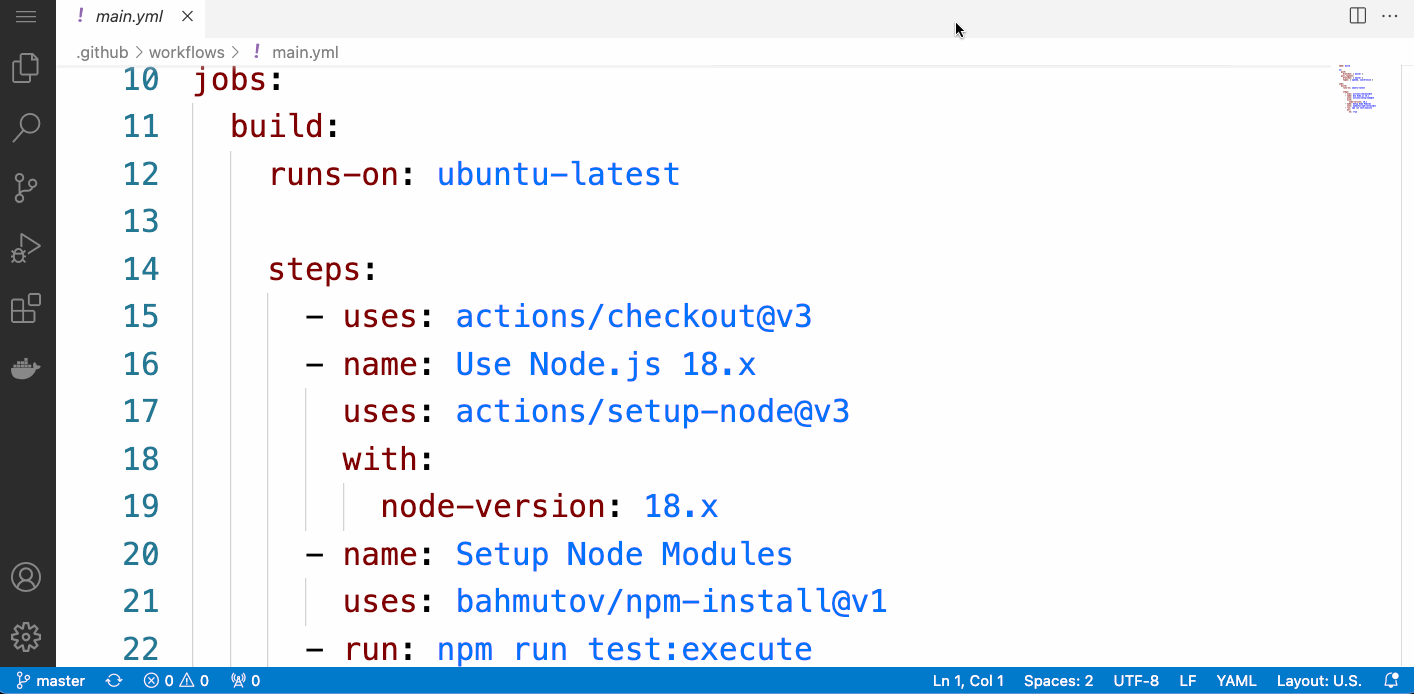 ! main.yml
.github > workflows > ! main.yml
10 jobs:
11 build:
12 runs-on: ubuntu-latest
13
14 steps:
15 - uses: actions/checkout@v3
16 - name: Use Node.js 18.x
17 uses: actions/setup-node@v3
18 with:
19 node-version: 18.x
20 - name: Setup Node Modules
21 uses: bahmutov/npm-install@v1
22 - run: npm run test:execute
master 0 0 0 Ln 1, Col 1 Spaces: 2 UTF-8 LF YAML Layout: U.S.